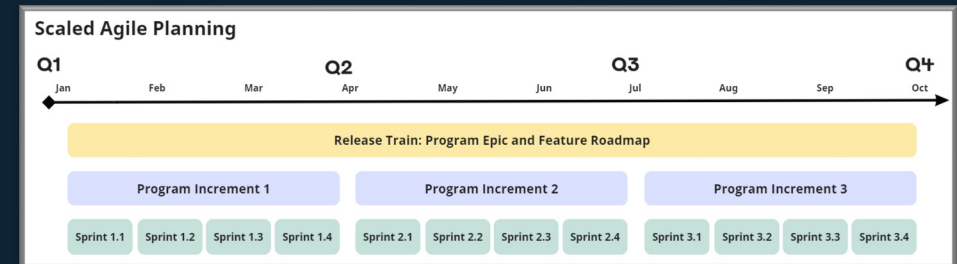 Scaled Agile Planning
Q1 Q2 Q3 Q4
Jan Feb Mar Apr May Jun Jul Aug Sep Oct
Release Train: Program Epic and Feature Roadmap
Program Increment 1 Program Increment 2 Program Increment 3
Sprint 1.1 Sprint 1.2 Sprint 1.3 Sprint 1.4 Sprint 2.1 Sprint 2.2 Sprint 2.3 Sprint 2.4 Sprint 3.1 Sprint 3.2 Sprint 3.3 Sprint 3.4